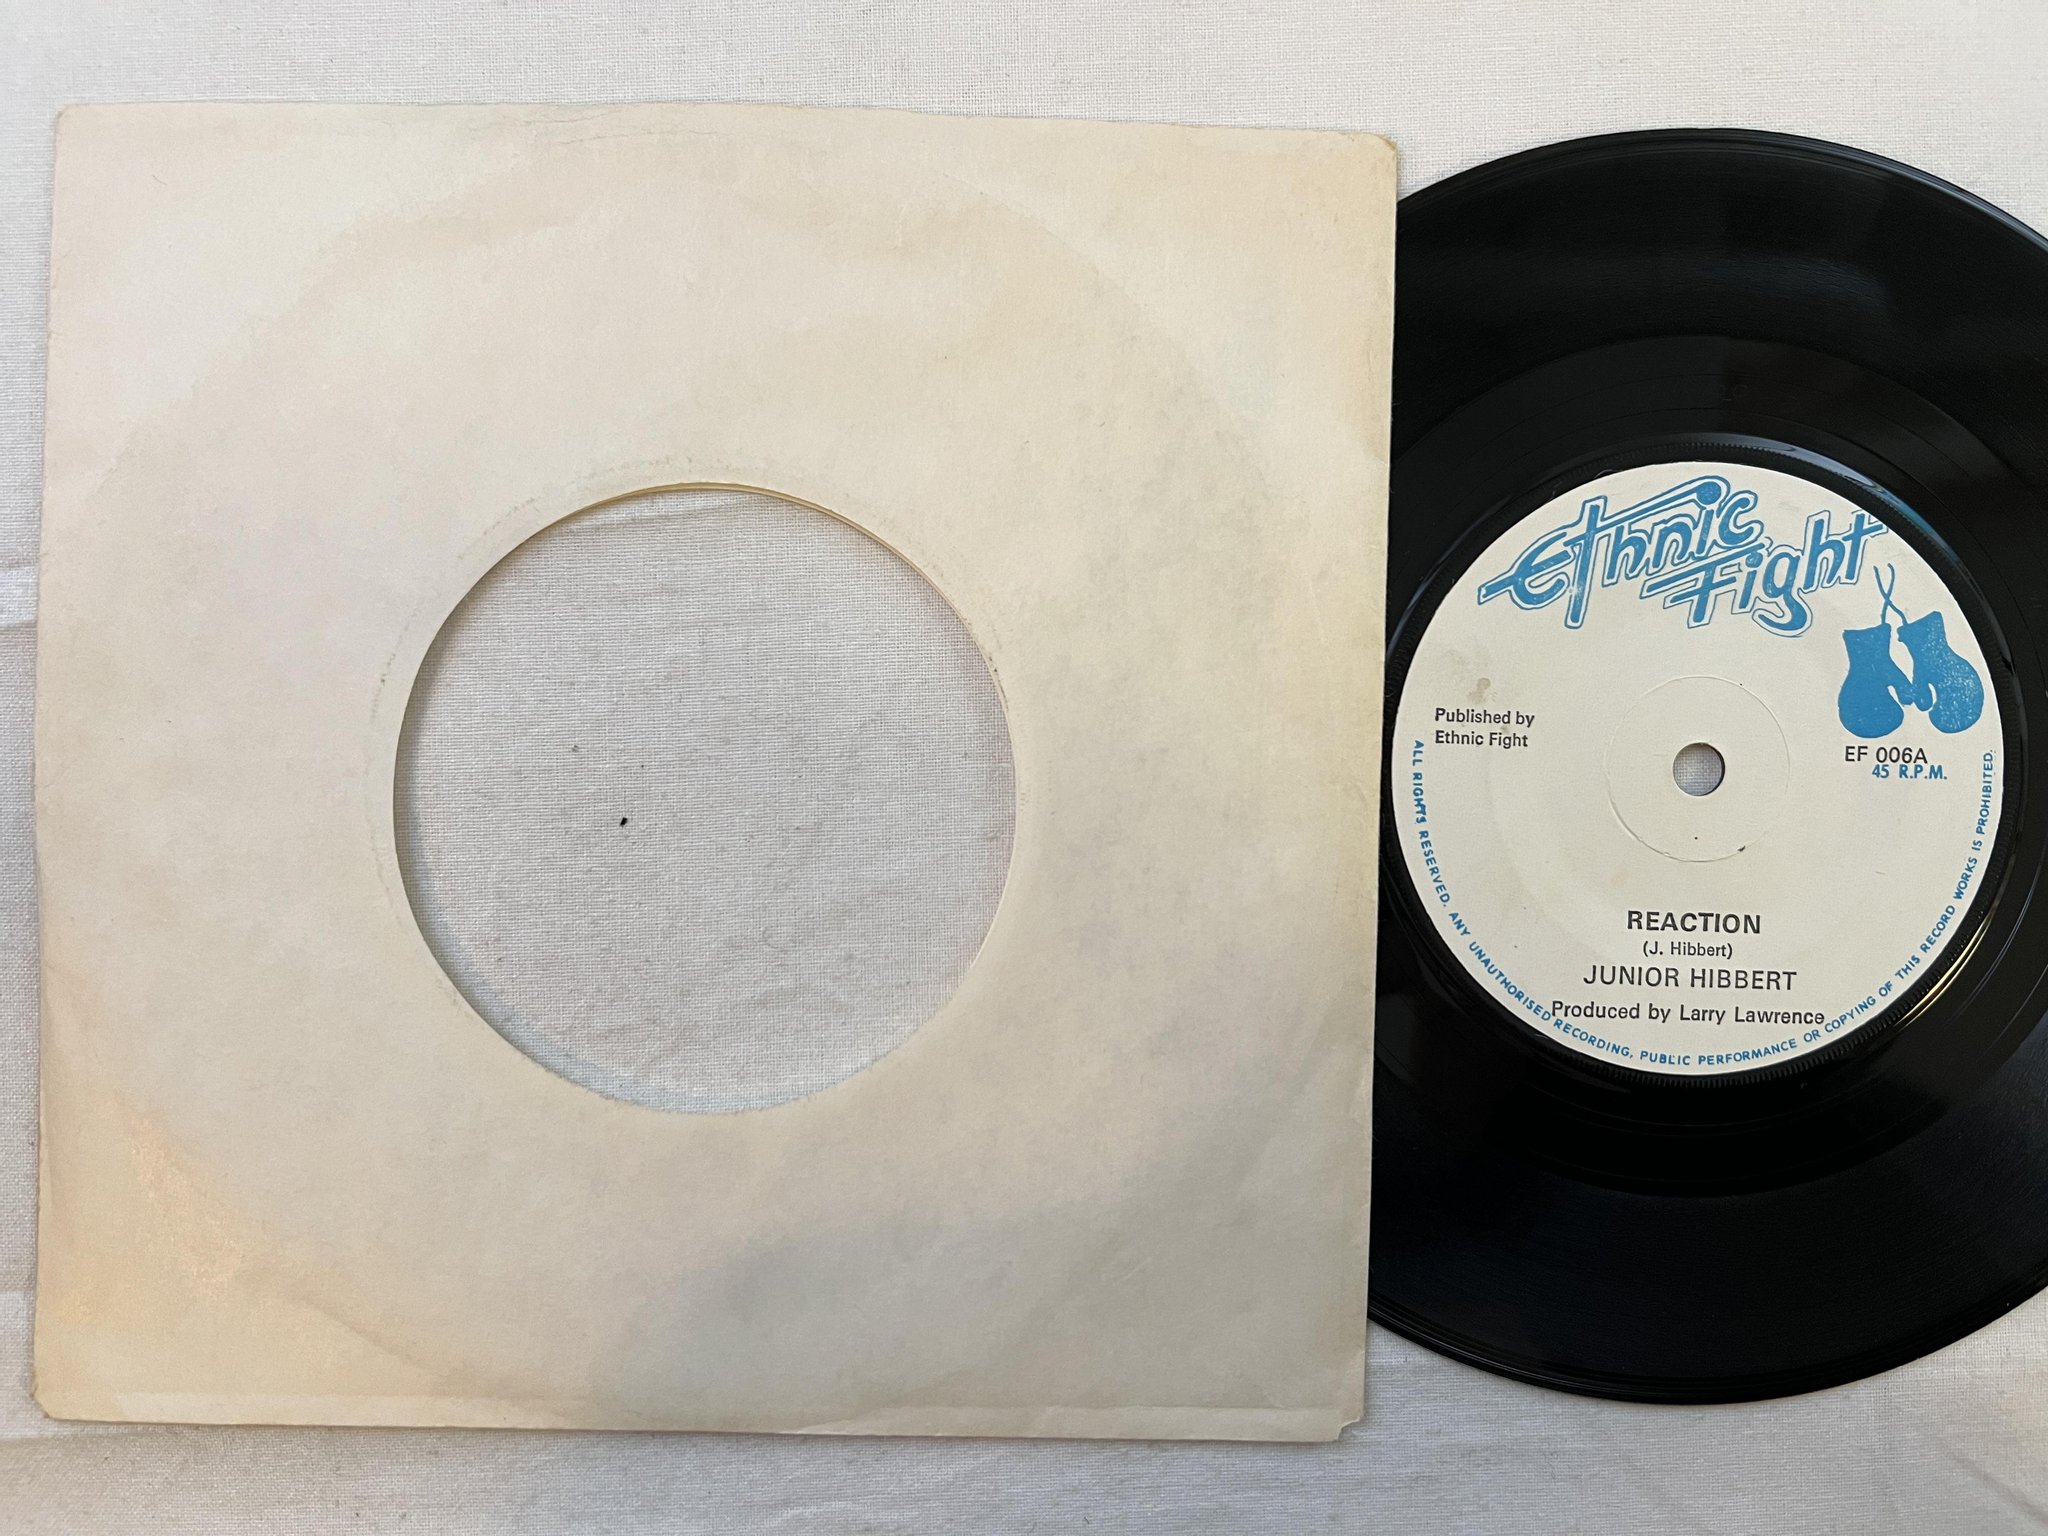 Ethnic
Fight
Published by
Ethnic Fight
EF 006A
45 R.P.M.
REACTION
(J. Hibbert)
JUNIOR HIBBERT
Produced by Larry Lawrence
ALL RIGHTS RESERVED. ANY UNAUTHORISED RECORDING, PUBLIC PERFORMANCE OR COPYING OF THIS RECORD WORKS IS PROHIBITED.